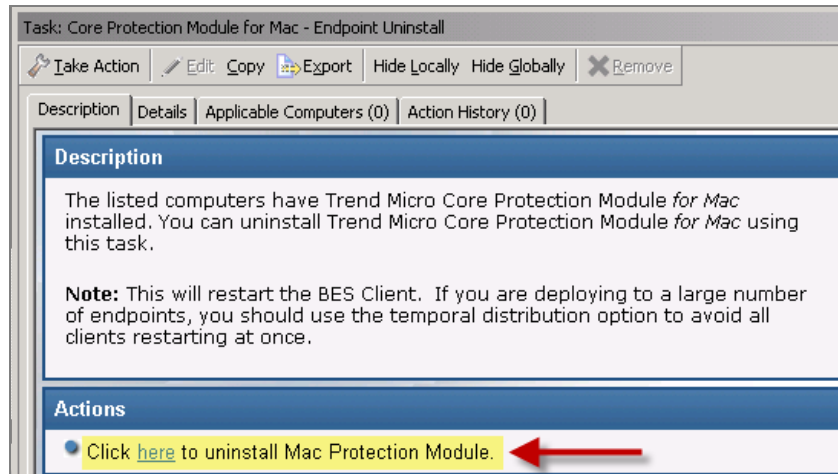 Task: Core Protection Module for Mac - Endpoint Uninstall
Take Action Edit Copy Export Hide Locally Hide Globally Remove
Description Details Applicable Computers (0) Action History (0)
Description
The listed computers have Trend Micro Core Protection Module for Mac
installed. You can uninstall Trend Micro Core Protection Module for Mac using
this task.
Note: This will restart the BES Client. If you are deploying to a large number
of endpoints, you should use the temporal distribution option to avoid all
clients restarting at once.
Actions
Click here to uninstall Mac Protection Module.